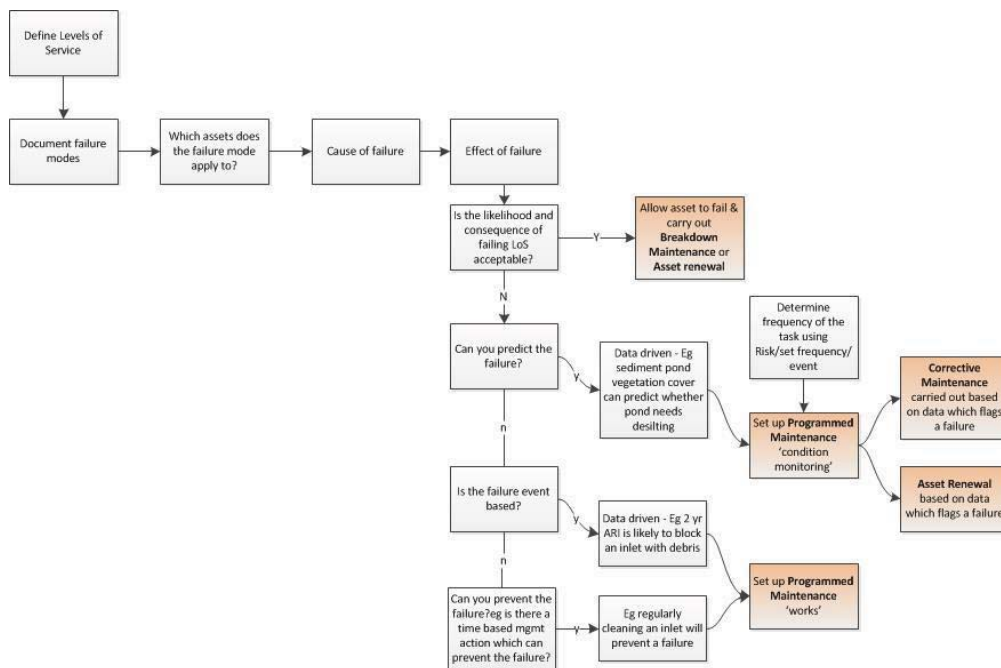 Define Levels of
Service
Document failure
modes
Which assets does
the failure mode
apply to?
Cause of failure
Effect of failure
Is the likelihood and
consequence of
failing LoS
acceptable?
Y
Allow asset to fail &
carry out
Breakdown
Maintenance or
Asset renewal
N
Can you predict the
failure?
y
Data driven - Eg
sediment pond
vegetation cover
can predict whether
pond needs
desilting
Determine
frequency of the
task using
Risk/set frequency/
event
Set up Programmed
Maintenance
‘condition
monitoring’
Corrective
Maintenance
carried out based
on data which flags
a failure
Asset Renewal
based on data
which flags a failure
n
Is the failure event
based?
y
Data driven - Eg 2 yr
ARI is likely to block
an inlet with debris
n
Can you prevent the
failure?eg is there a
time based mgmt
action which can
prevent the failure?
y
Eg regularly
cleaning an inlet will
prevent a failure
Set up Programmed
Maintenance
‘works’